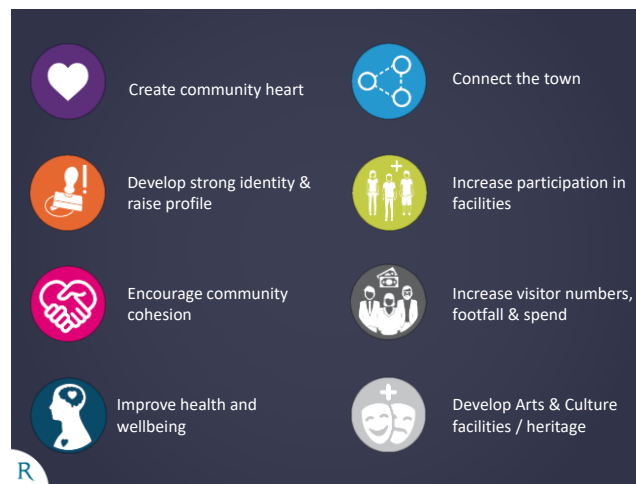 Create community heart
Connect the town
Develop strong identity &
raise profile
Increase participation in
facilities
Encourage community
cohesion
Increase visitor numbers,
footfall & spend
Improve health and
wellbeing
Develop Arts & Culture
facilities / heritage
R